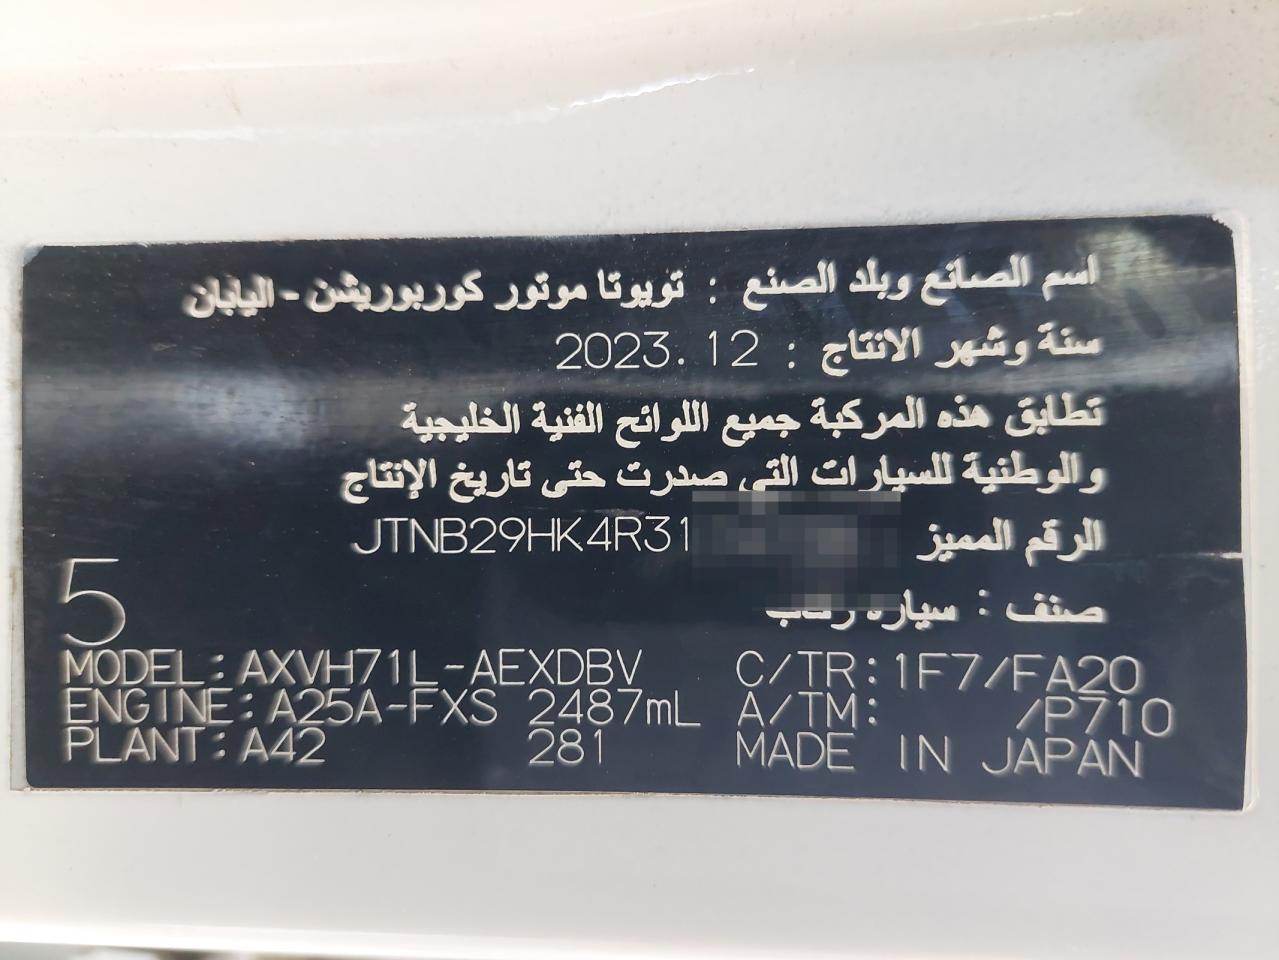 اسم الصانع وبلد الصنع : تويوتا موتور كوربوريشن - اليابان
سنة وشهر الانتاج : 2023.12
تطابق هذه المركبة جميع اللوائح الفنية الخليجية
والوطنية للسيارات التي صدرت حتى تاريخ الإنتاج
الرقم المميز JTNB29HK4R31
صنف : سيارة ركاب
5
MODEL: AXVH71L-AEXDBV C/TR: 1F7/FA20
ENGINE: A25A-FXS 2487mL A/TM: /P710
PLANT: A42 281 MADE IN JAPAN